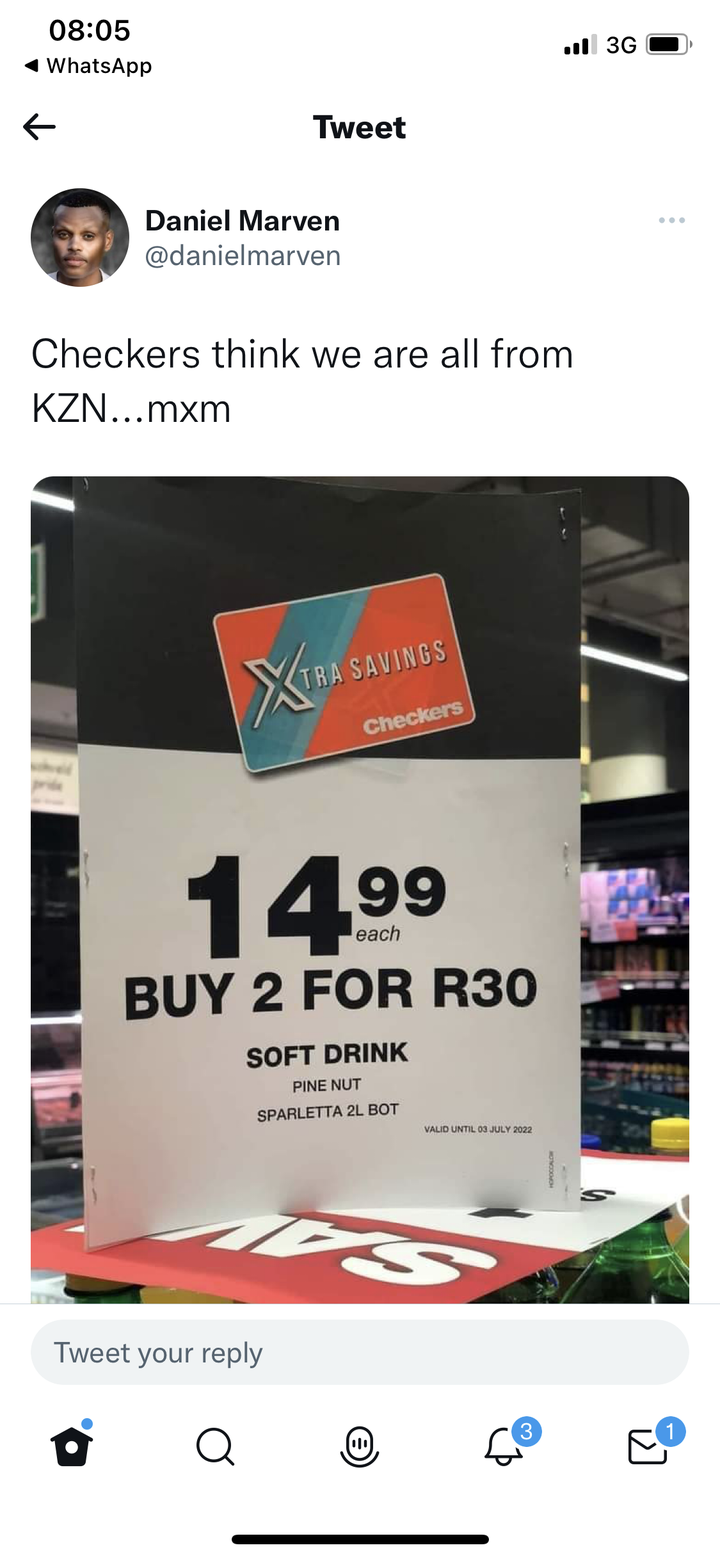 08:05
3G
◀ WhatsApp
Tweet
Daniel Marven
@danielmarven
Checkers think we are all from
KZN...mxm
XTRA SAVINGS
Checkers
pride
14 99
each
BUY 2 FOR R30
SOFT DRINK
PINE NUT
SPARLETTA 2L BOT
VALID UNTIL 03 JULY 2022
SAV
Tweet your reply
3
1